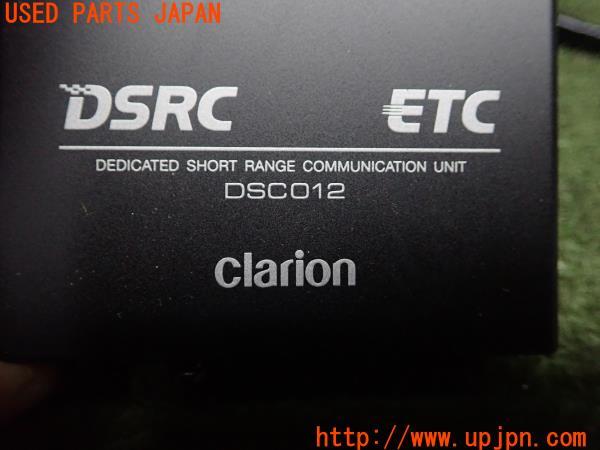 USED PARTS JAPAN
DSRC ETC
DEDICATED SHORT RANGE COMMUNICATION UNIT
DSC012
clarion
http://www.upjpn.com